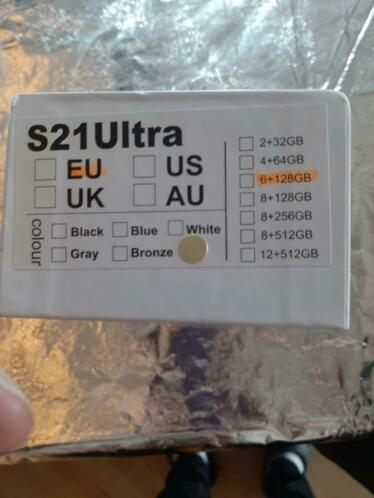 S21Ultra
EU US
UK AU
colour
Black Blue White
Gray Bronze
2+32GB
4+64GB
6+128GB
8+128GB
8+256GB
8+512GB
12+512GB